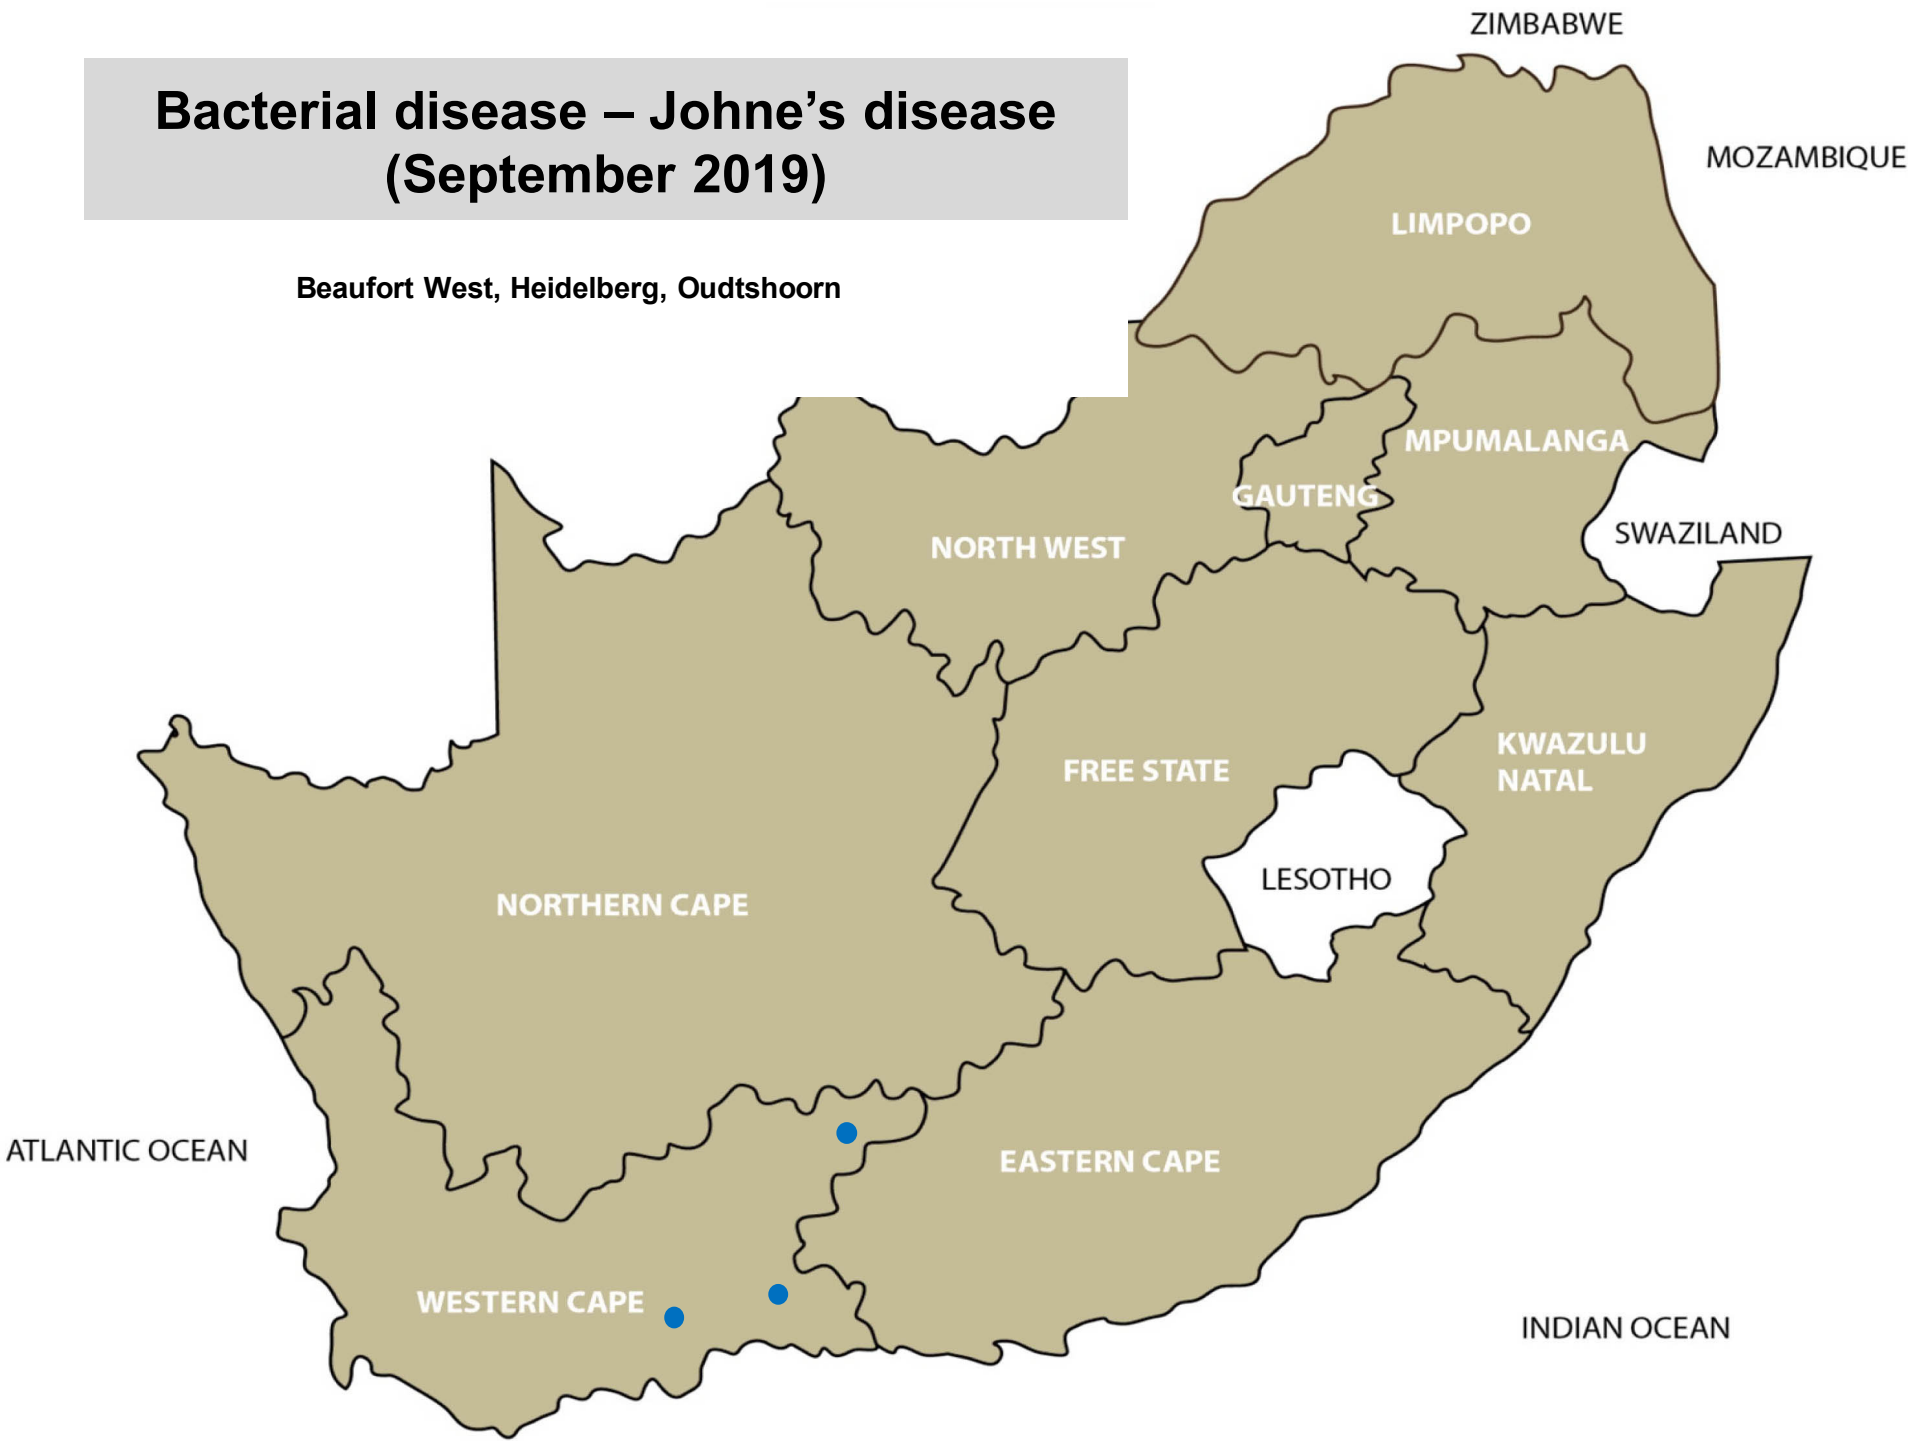 Bacterial disease – Johne’s disease
(September 2019)
Beaufort West, Heidelberg, Oudtshoorn
ZIMBABWE
MOZAMBIQUE
LIMPOPO
MPUMALANGA
GAUTENG
SWAZILAND
NORTH WEST
KWAZULU
NATAL
FREE STATE
LESOTHO
NORTHERN CAPE
ATLANTIC OCEAN
EASTERN CAPE
WESTERN CAPE
INDIAN OCEAN